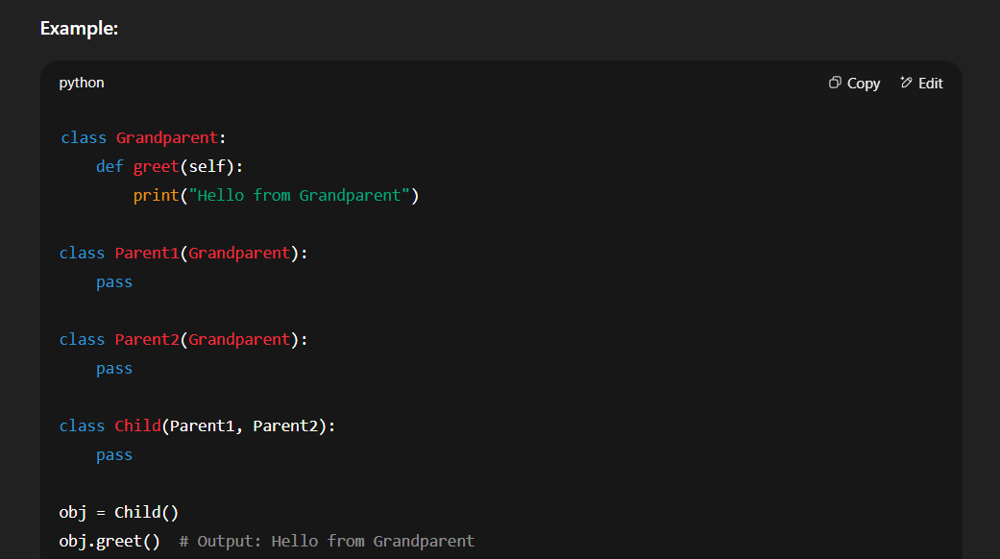 Example:
python
Copy
Edit
class Grandparent:
    def greet(self):
        print("Hello from Grandparent")
class Parent1(Grandparent):
    pass
class Parent2(Grandparent):
    pass
class Child(Parent1, Parent2):
    pass
obj = Child()
obj.greet()  # Output: Hello from Grandparent